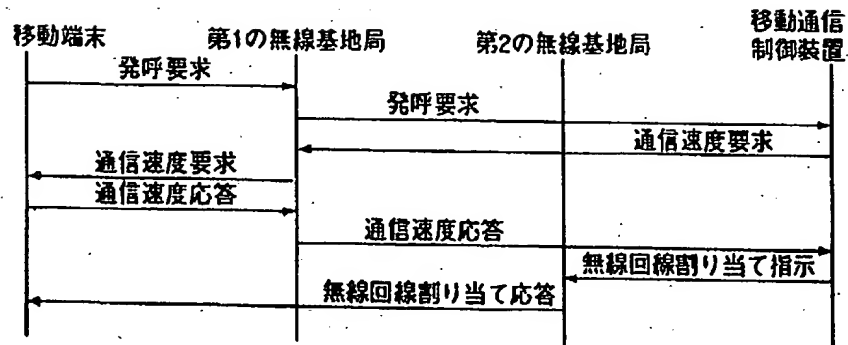 移動端末
第1の無線基地局
第2の無線基地局
移動通信
制御装置
発呼要求
発呼要求
通信速度要求
通信速度要求
通信速度応答
通信速度応答
無線回線割り当て指示
無線回線割り当て応答